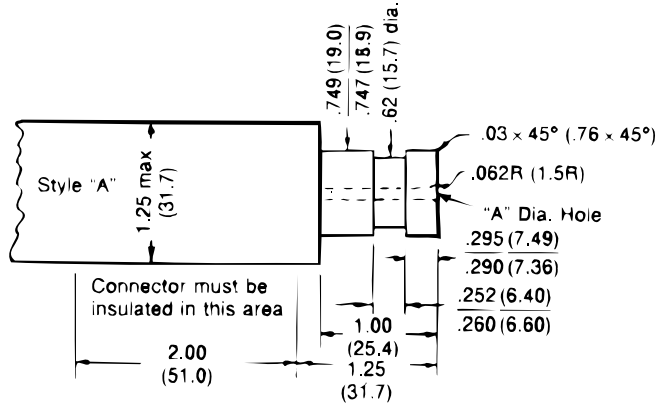 .749 (19.0)
.747 (18.9)
.62 (15.7) dia.
.03 × 45° (.76 × 45°)
Style "A"
1.25 max
(31.7)
.062R (1.5R)
"A" Dia. Hole
.295 (7.49)
.290 (7.36)
Connector must be
insulated in this area
.252 (6.40)
.260 (6.60)
1.00
(25.4)
2.00
(51.0)
1.25
(31.7)